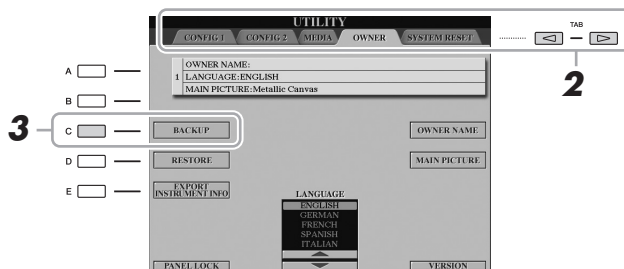 UTILITY
CONFIG 1 CONFIG 2 MEDIA OWNER SYSTEM RESET
TAB
2
OWNER NAME:
1 LANGUAGE:ENGLISH
MAIN PICTURE:Metallic Canvas
A
B
3 C BACKUP OWNER NAME
D RESTORE MAIN PICTURE
E EXPORT
INSTRUMENT INFO
LANGUAGE
ENGLISH
GERMAN
FRENCH
SPANISH
ITALIAN
PANEL LOCK VERSION